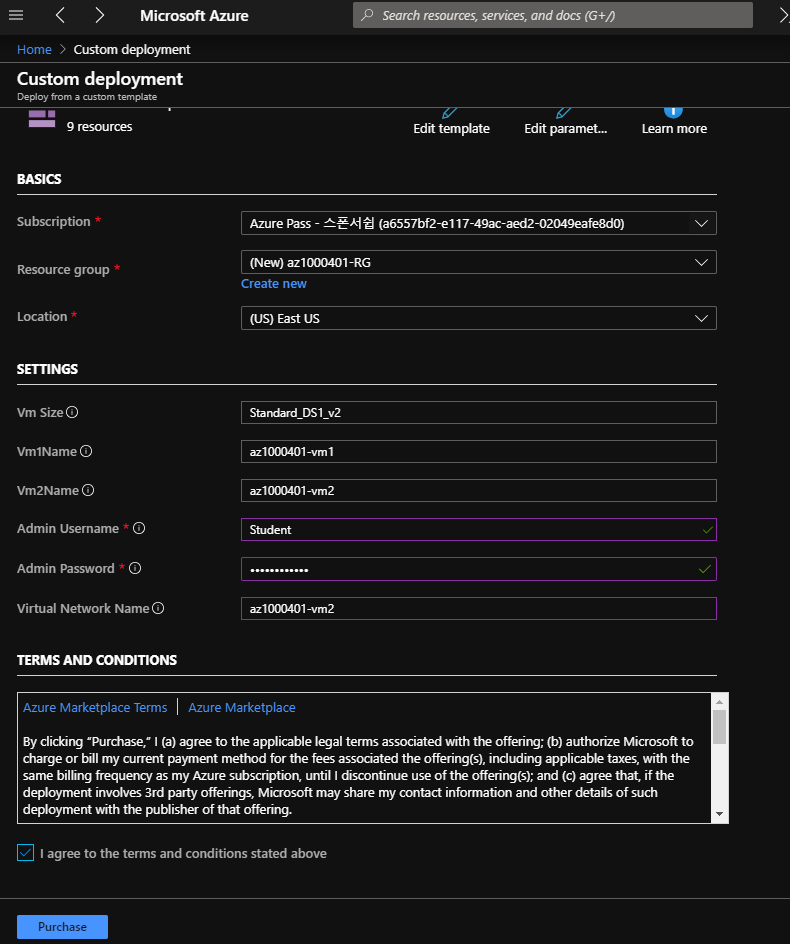 Microsoft Azure
Search resources, services, and docs (G+/)
Home > Custom deployment
Custom deployment
Deploy from a custom template
9 resources
Edit template
Edit paramet...
Learn more
BASICS
Subscription *
Azure Pass - 스폰서쉽 (a6557bf2-e117-49ac-aed2-02049eafe8d0)
Resource group *
(New) az1000401-RG
Create new
Location *
(US) East US
SETTINGS
Vm Size
Standard_DS1_v2
Vm1Name
az1000401-vm1
Vm2Name
az1000401-vm2
Admin Username *
Student
Admin Password *
••••••••••••
Virtual Network Name
az1000401-vm2
TERMS AND CONDITIONS
Azure Marketplace Terms | Azure Marketplace
By clicking “Purchase,” I (a) agree to the applicable legal terms associated with the offering; (b) authorize Microsoft to
charge or bill my current payment method for the fees associated the offering(s), including applicable taxes, with the
same billing frequency as my Azure subscription, until I discontinue use of the offering(s); and (c) agree that, if the
deployment involves 3rd party offerings, Microsoft may share my contact information and other details of such
deployment with the publisher of that offering.
I agree to the terms and conditions stated above
Purchase